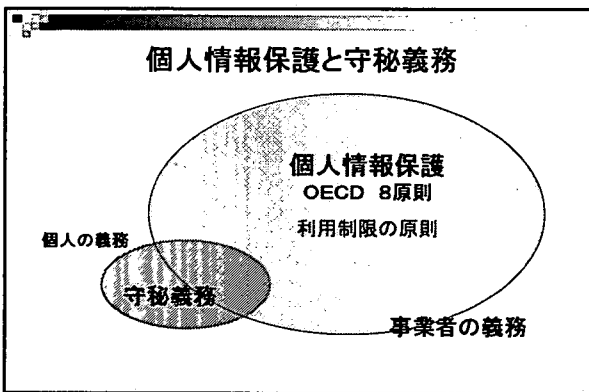 個人情報保護と守秘義務
個人情報保護
OECD 8原則
利用制限の原則
個人の義務
守秘義務
事業者の義務